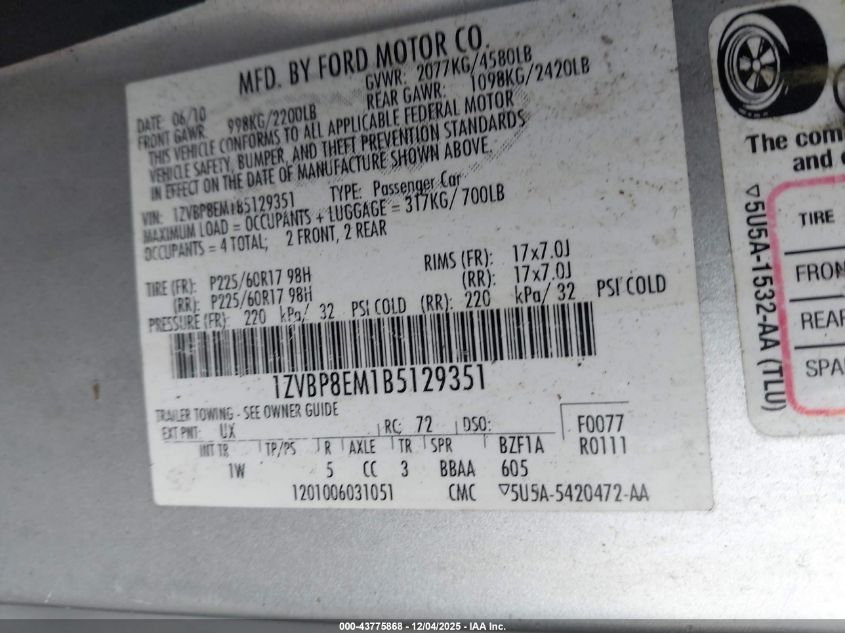 MFD. BY FORD MOTOR CO.
DATE: 06/10 GVWR: 2077KG/4580LB
FRONT GAWR: 998KG/2200LB REAR GAWR: 1098KG/2420LB
THIS VEHICLE CONFORMS TO ALL APPLICABLE FEDERAL MOTOR
VEHICLE SAFETY, BUMPER, AND THEFT PREVENTION STANDARDS
IN EFFECT ON THE DATE OF MANUFACTURE SHOWN ABOVE.
VIN: 1ZVBP8EM1B5129351 TYPE: Passenger Car
MAXIMUM LOAD = OCCUPANTS + LUGGAGE = 317KG/ 700LB
OCCUPANTS = 4 TOTAL; 2 FRONT, 2 REAR
TIRE (FR): P225/60R17 98H RIMS (FR): 17x7.0J
(RR): P225/60R17 98H (RR): 17x7.0J
PRESSURE (FR): 220 kPa/ 32 PSI COLD (RR): 220 kPa/ 32 PSI COLD
1ZVBP8EM1B5129351
TRAILER TOWING - SEE OWNER GUIDE
EXT PNT: UX RC: 72 DSO: F0077
INT TR TP/PS R AXLE TR SPR BZF1A R0111
1W 5 CC 3 BBAA 605
1201006031051 CMC ▽5U5A-5420472-AA
The com
and
▽5U5A-1532-AA (TLU)
TIRE
FRON
REAR
SPA
000-43775868 - 12/04/2025 - IAA Inc.